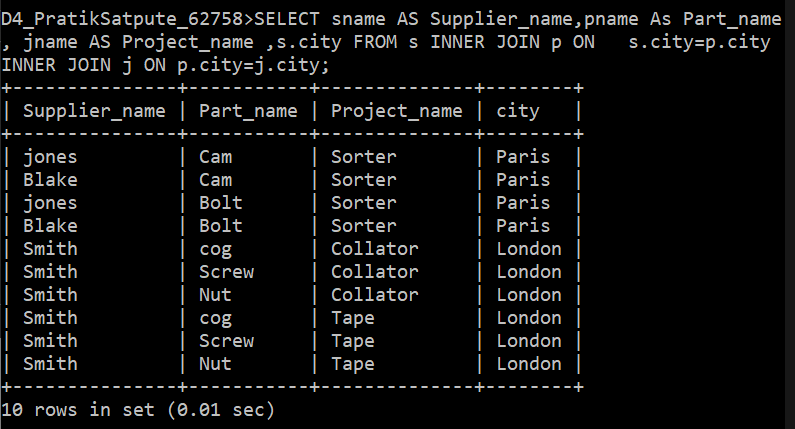 D4_PratikSatpute_62758>SELECT sname AS Supplier_name,pname As Part_name
, jname AS Project_name ,s.city FROM s INNER JOIN p ON   s.city=p.city
INNER JOIN j ON p.city=j.city;
+---------------+-----------+--------------+--------+
| Supplier_name | Part_name | Project_name | city   |
+---------------+-----------+--------------+--------+
| jones         | Cam       | Sorter       | Paris  |
| Blake         | Cam       | Sorter       | Paris  |
| jones         | Bolt      | Sorter       | Paris  |
| Blake         | Bolt      | Sorter       | Paris  |
| Smith         | cog       | Collator     | London |
| Smith         | Screw     | Collator     | London |
| Smith         | Nut       | Collator     | London |
| Smith         | cog       | Tape         | London |
| Smith         | Screw     | Tape         | London |
| Smith         | Nut       | Tape         | London |
+---------------+-----------+--------------+--------+
10 rows in set (0.01 sec)